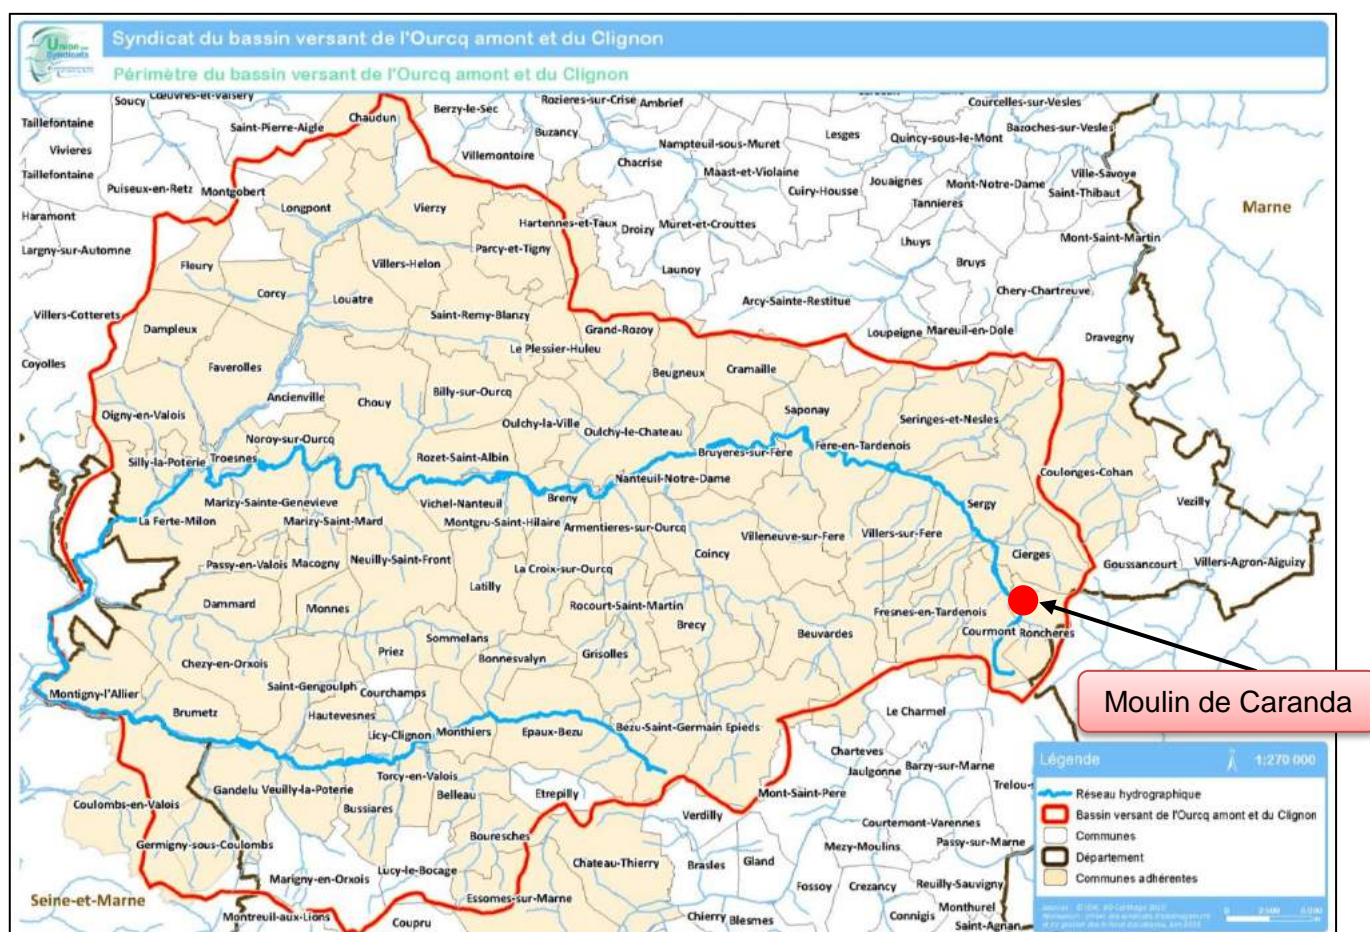 Union des
Syndicats
Syndicat du bassin versant de l'Ourcq amont et du Clignon
Périmètre du bassin versant de l'Ourcq amont et du Clignon
Coeuvres-et-Valsery
Soucy
Berzy-le-Sec
Rozieres-sur-Crise
Ambrief
Courcelles-sur-Vesles
Taillefontaine
Saint-Pierre-Aigle
Chaudun
Buzancy
Lesges
Quincy-sous-le-Mont
Bazoches-sur-Vesles
Vivieres
Nampteuil-sous-Muret
Villemontoire
Chacrise
Maast-et-Violaine
Taillefontaine
Puiseux-en-Retz
Montgobert
Cuiry-Housse
Jouaignes
Mont-Notre-Dame
Ville-Savoye
Saint-Thibaut
Tannieres
Haramont
Longpont
Vierzy
Marne
Hartennes-et-Taux
Droizy
Muret-et-Crouttes
Largny-sur-Automne
Parcy-et-Tigny
Lhuys
Mont-Saint-Martin
Fleury
Villers-Helon
Launoy
Bruys
Corcy
Louatre
Arcy-Sainte-Restitue
Chery-Chartreuve
Villers-Cotterets
Saint-Remy-Blanzy
Dampleux
Grand-Rozoy
Loupeigne
Mareuil-en-Dole
Dravegny
Le Plessier-Huleu
Coyolles
Faverolles
Beugneux
Cramaille
Ancienville
Chouy
Billy-sur-Ourcq
Oigny-en-Valois
Saponay
Seringes-et-Nesles
Oulchy-la-Ville
Oulchy-le-Chateau
Noroy-sur-Ourcq
Fère-en-Tardenois
Silly-la-Poterie
Troesnes
Rozet-Saint-Albin
Bruyeres-sur-Fère
Coulonges-Cohan
Nanteuil-Notre-Dame
Marizy-Sainte-Genevieve
Vichel-Nanteuil
Breny
Sergy
Vezilly
La Ferte-Milon
Marizy-Saint-Mard
Montgru-Saint-Hilaire
Armentieres-sur-Ourcq
Villeneuve-sur-Fere
Villers-sur-Fere
Coincy
Cierges
Passy-en-Valois
Macogny
Neuilly-Saint-Front
La Croix-sur-Ourcq
Goussancourt
Villers-Agron-Aiguizy
Latilly
Dammard
Monnes
Rocourt-Saint-Martin
Fresnes-en-Tardenois
Brecy
Courmont
Roncheres
Sommelans
Beuvardes
Priez
Bonnesvalyn
Grisolles
Chezy-en-Orxois
Saint-Gengoulph
Courchamps
Montigny-l'Allier
Moulin de Caranda
Brumetz
Hautevesnes
Le Charmel
Licy-Clignon
Monthiers
Epaux-Bezu
Bezu-Saint-Germain
Epieds
Charteves
Légende
1:270 000
Jaulgonne
Barzy-sur-Marne
Torcy-en-Valois
Gandelu
Veuilly-la-Poterie
Belleau
Etrepilly
Mont-Saint-Pere
Trelou-s
Réseau hydrographique
Coulombs-en-Valois
Bussiares
Verdilly
Bassin versant de l'Ourcq amont et du Clignon
Courtemont-Varennes
Bouresches
Communes
Germigny-sous-Coulombs
Mezy-Moulins
Passy-sur-Marne
Département
Chateau-Thierry
Brasles
Gland
Lucy-le-Bocage
Marigny-en-Orxois
Communes adhérentes
Fossoy
Crezancy
Reuilly-Sauvigny
Seine-et-Marne
Essomes-sur-Marne
Monthurel
Montreuil-aux-Lions
Coupru
Chierry
Blesmes
Connigis
Saint-Agnan
0